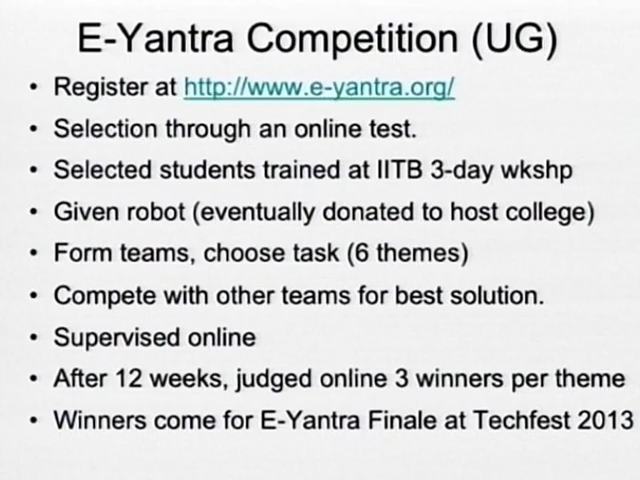 E-Yantra Competition (UG)
• Register at http://www.e-yantra.org/
• Selection through an online test.
• Selected students trained at IITB 3-day wkshp
• Given robot (eventually donated to host college)
• Form teams, choose task (6 themes)
• Compete with other teams for best solution.
• Supervised online
• After 12 weeks, judged online 3 winners per theme
• Winners come for E-Yantra Finale at Techfest 2013